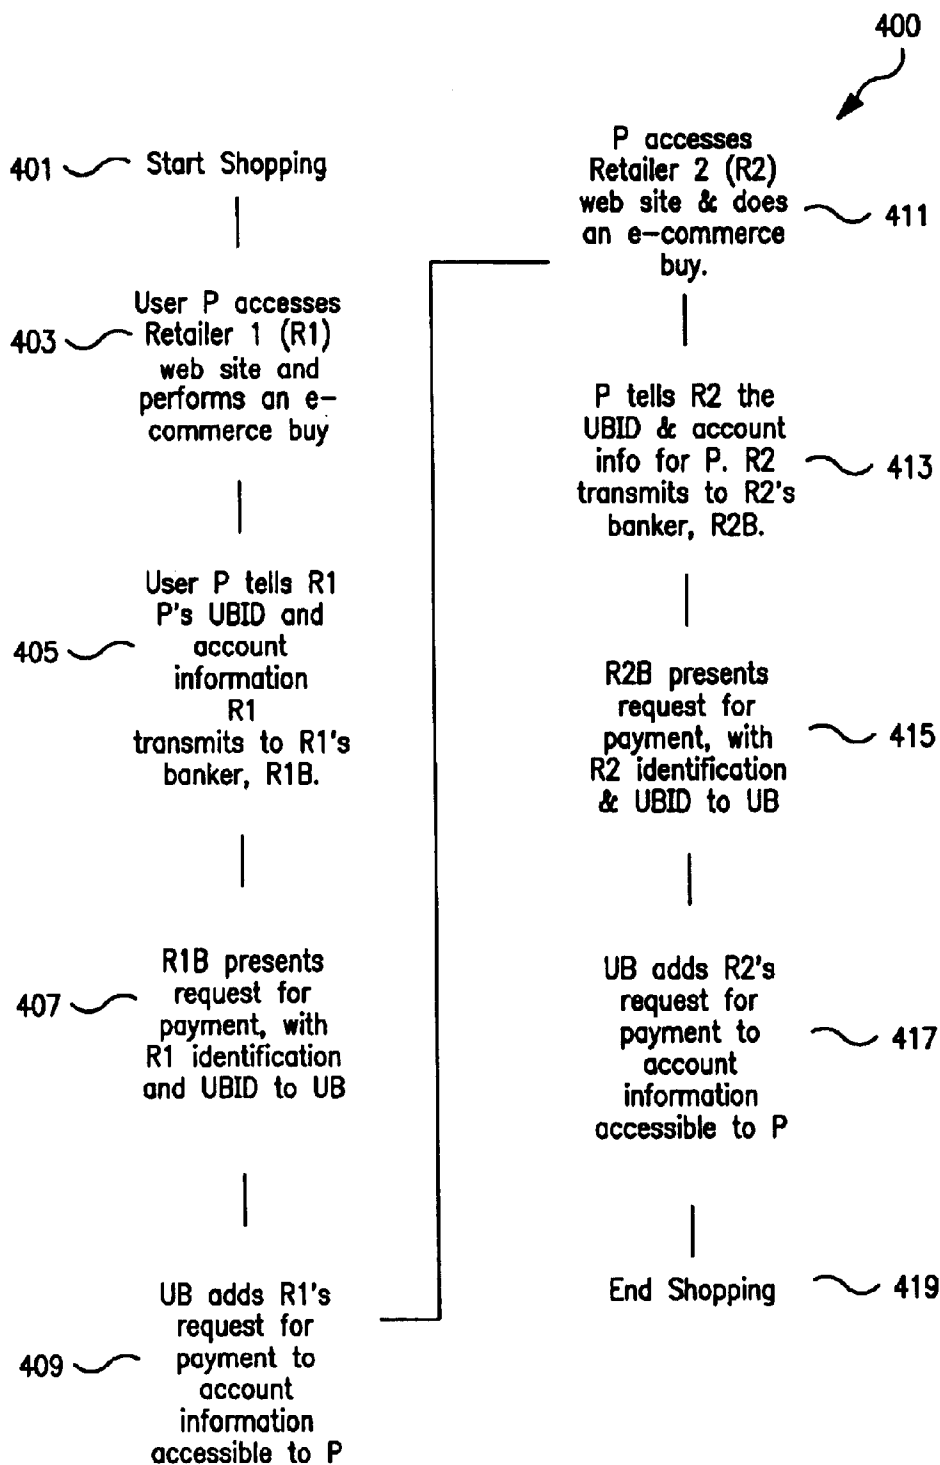 400
401 Start Shopping
User P accesses
403 Retailer 1 (R1)
web site and
performs an e-
commerce buy
User P tells R1
P's UBID and
405 account
information
R1
transmits to R1's
banker, R1B.
R1B presents
407 request for
payment, with
R1 identification
and UBID to UB
UB adds R1's
request for
409 payment to
account
information
accessible to P
P accesses
Retailer 2 (R2)
web site & does 411
an e-commerce
buy.
P tells R2 the
UBID & account
info for P. R2 413
transmits to R2's
banker, R2B.
R2B presents
request for
payment, with 415
R2 identification
& UBID to UB
UB adds R2's
request for
payment to 417
account
information
accessible to P
End Shopping 419